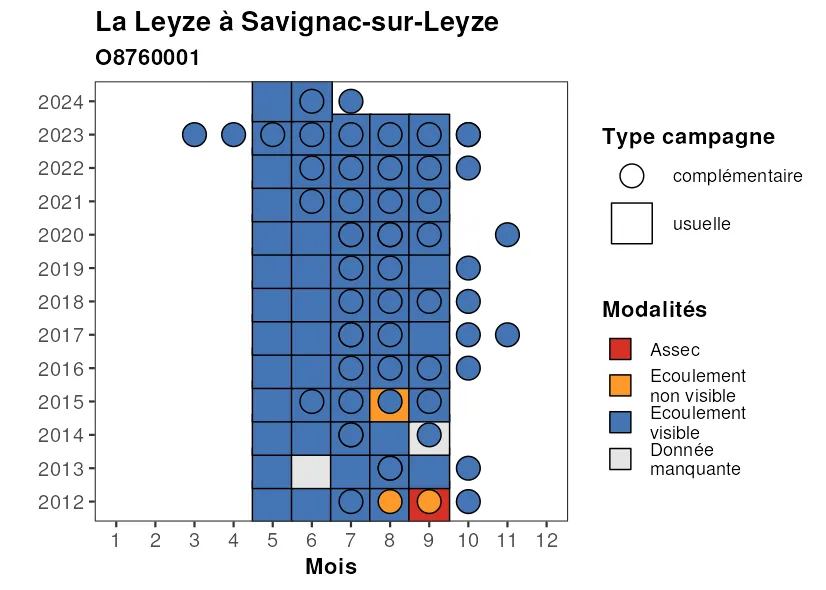 La Leyze à Savignac-sur-Leyze
O8760001
2024
2023
2022
2021
2020
2019
2018
2017
2016
2015
2014
2013
2012
1 2 3 4 5 6 7 8 9 10 11 12
Mois
Type campagne
complémentaire
usuelle
Modalités
Assec
Ecoulement
non visible
Ecoulement
visible
Donnée
manquante